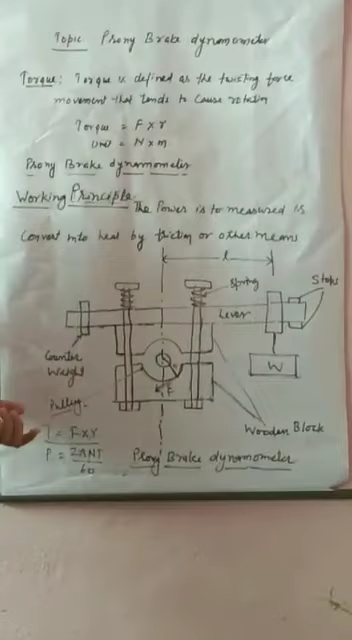 Topic Prony Brake dynamometer
Torque: Torque is defined as the twisting force
movement that tends to cause rotation
Torque = F x r
Unit = N x m
Prony Brake dynamometer
Working Principle. The Power is to measured is
convert into heat by friction or other means
l
Spring
Stops
Lever
Counter
Weight
W
F
Pulley
Wooden Block
T = F x r
P = 2πNT
60
Prony Brake dynamometer